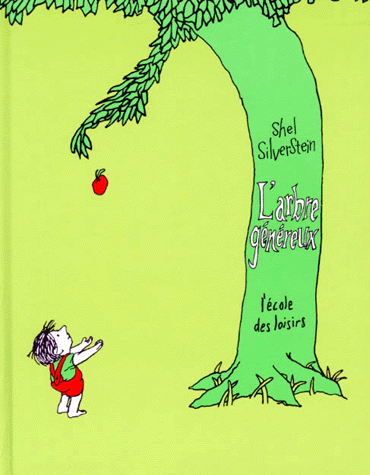 Shel
Silverstein
L'arbre
généreux
l'école
des loisirs